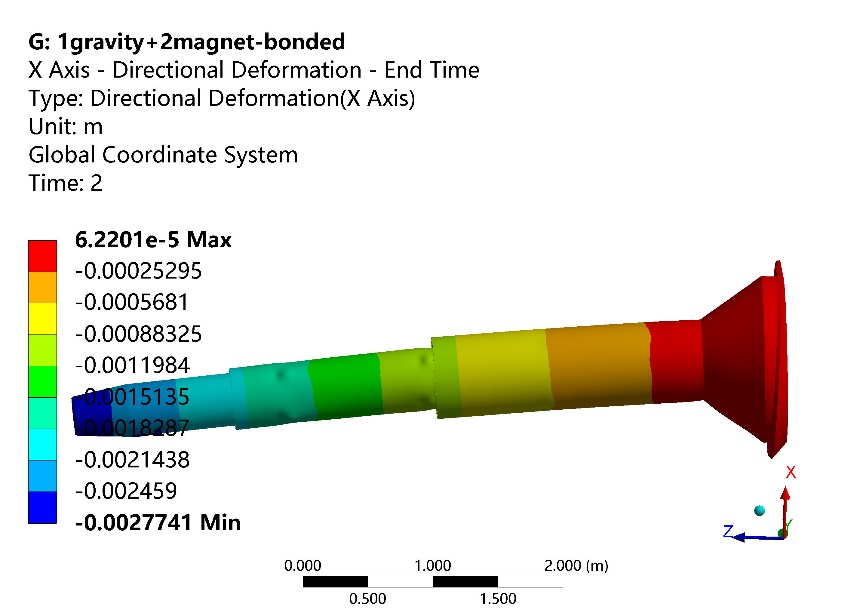 G: 1gravity+2magnet-bonded
X Axis - Directional Deformation - End Time
Type: Directional Deformation(X Axis)
Unit: m
Global Coordinate System
Time: 2
6.2201e-5 Max
-0.00025295
-0.0005681
-0.00088325
-0.0011984
-0.0015135
-0.0018287
-0.0021438
-0.002459
-0.0027741 Min
X
Z Y
0.000 1.000 2.000 (m)
0.500 1.500